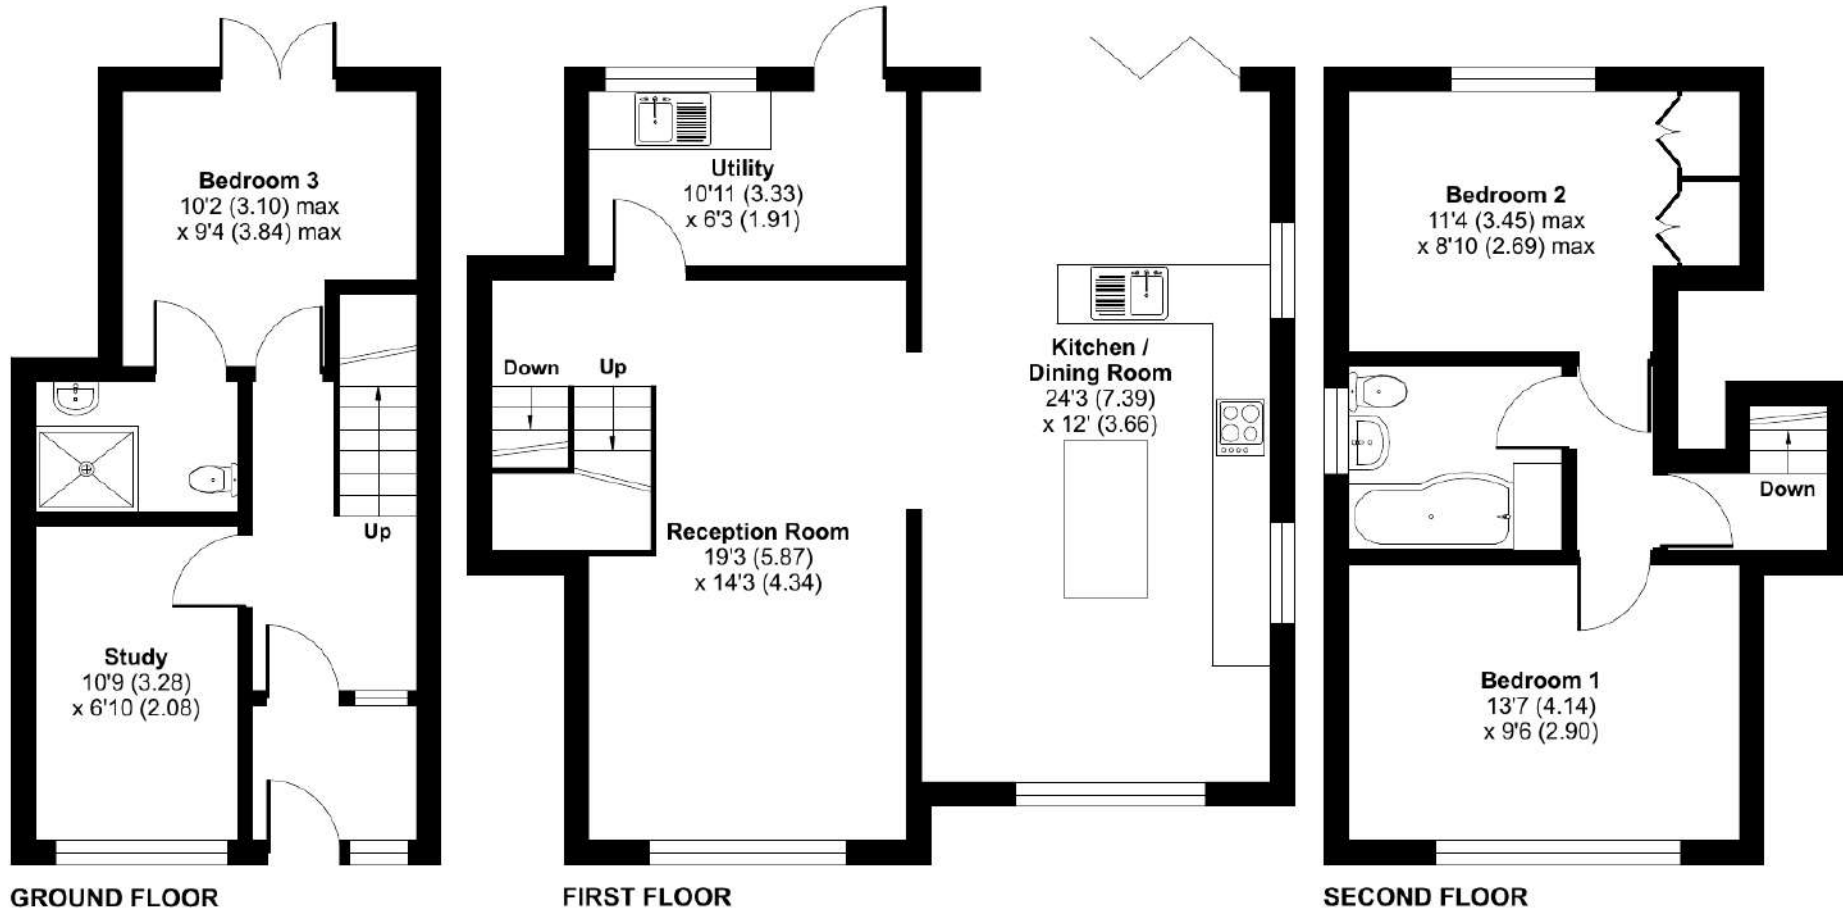 Bedroom 3
10'2 (3.10) max
x 9'4 (3.84) max
Up
Study
10'9 (3.28)
x 6'10 (2.08)
GROUND FLOOR
Utility
10'11 (3.33)
x 6'3 (1.91)
Down
Up
Kitchen /
Dining Room
24'3 (7.39)
x 12' (3.66)
Reception Room
19'3 (5.87)
x 14'3 (4.34)
FIRST FLOOR
Bedroom 2
11'4 (3.45) max
x 8'10 (2.69) max
Down
Bedroom 1
13'7 (4.14)
x 9'6 (2.90)
SECOND FLOOR